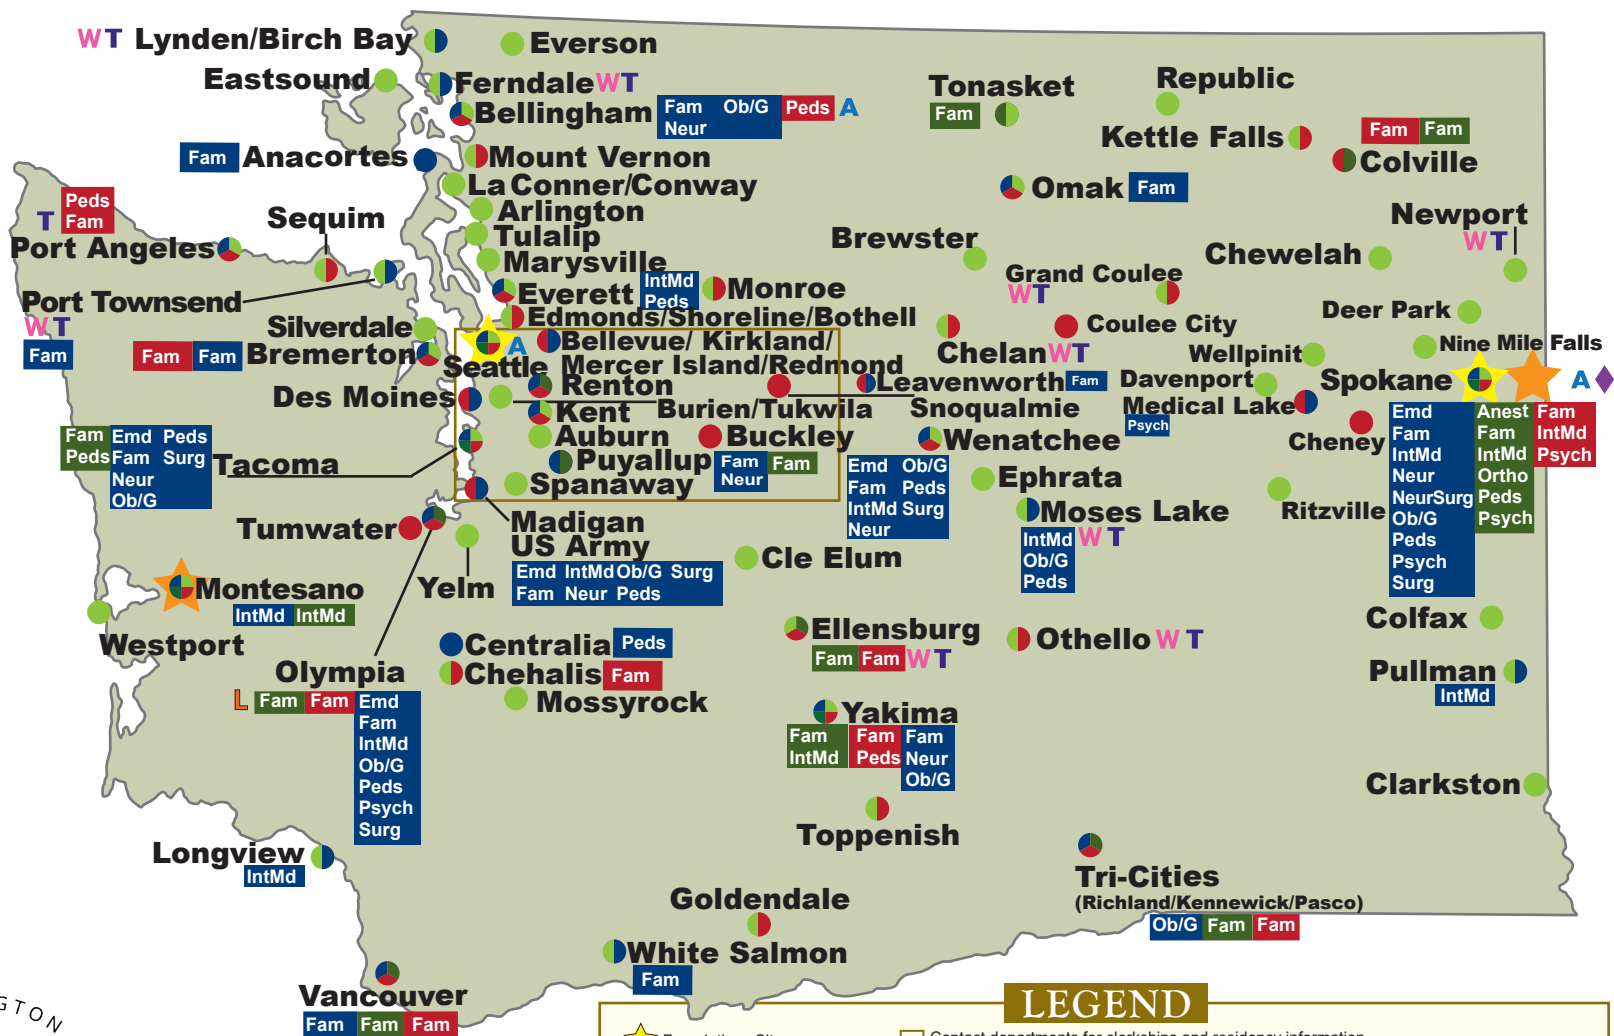 W T Lynden/Birch Bay
Everson
Eastsound
Ferndale W T
Bellingham
Fam Ob/G
Neur
Peds
A
Tonasket
Fam
Republic
Kettle Falls
Fam Fam
Colville
Fam Anacortes
Mount Vernon
La Conner/Conway
Omak Fam
Peds
T Fam
Port Angeles
Sequim
Arlington
Tulalip
Brewster
Newport
W T
Chewelah
Marysville
Grand Coulee
W T
Port Townsend
W T
Fam
Everett
IntMd
Peds
Monroe
Edmonds/Shoreline/Bothell
Deer Park
Silverdale
Fam Fam Bremerton
A
Seattle
Bellevue/ Kirkland/
Mercer Island/Redmond
Coulee City
Chelan W T
Nine Mile Falls
Wellpinit
Des Moines
Renton
Leavenworth Fam
Davenport
Spokane
A
Kent
Burien/Tukwila
Snoqualmie
Medical Lake
Psych
Cheney
Emd
Fam
IntMd
Neur
NeurSurg
Ob/G
Peds
Psych
Surg
Anest
Fam
IntMd
Ortho
Peds
Psych
Fam
IntMd
Psych
Fam
Peds
Emd Peds
Fam Surg
Neur
Ob/G
Tacoma
Auburn
Buckley
Wenatchee
Emd Ob/G
Fam Peds
IntMd Surg
Neur
Puyallup
Fam
Neur
Fam
Spanaway
Ephrata
Ritzville
Moses Lake
IntMd
Ob/G
Peds
W T
Tumwater
Madigan
US Army
Emd IntMd Ob/G Surg
Fam Neur Peds
Cle Elum
Yelm
Montesano
IntMd IntMd
Westport
Colfax
Centralia Peds
Ellensburg
Fam Fam W T
Othello W T
Olympia
L Fam Fam
Emd
Fam
IntMd
Ob/G
Peds
Psych
Surg
Chehalis Fam
Mossyrock
Pullman
IntMd
Yakima
Fam
IntMd
Fam
Peds
Fam
Neur
Ob/G
Clarkston
Toppenish
Longview
IntMd
Tri-Cities
(Richland/Kennewick/Pasco)
Ob/G Fam Fam
Goldendale
White Salmon
Fam
Vancouver
Fam Fam Fam
GTON
LEGEND